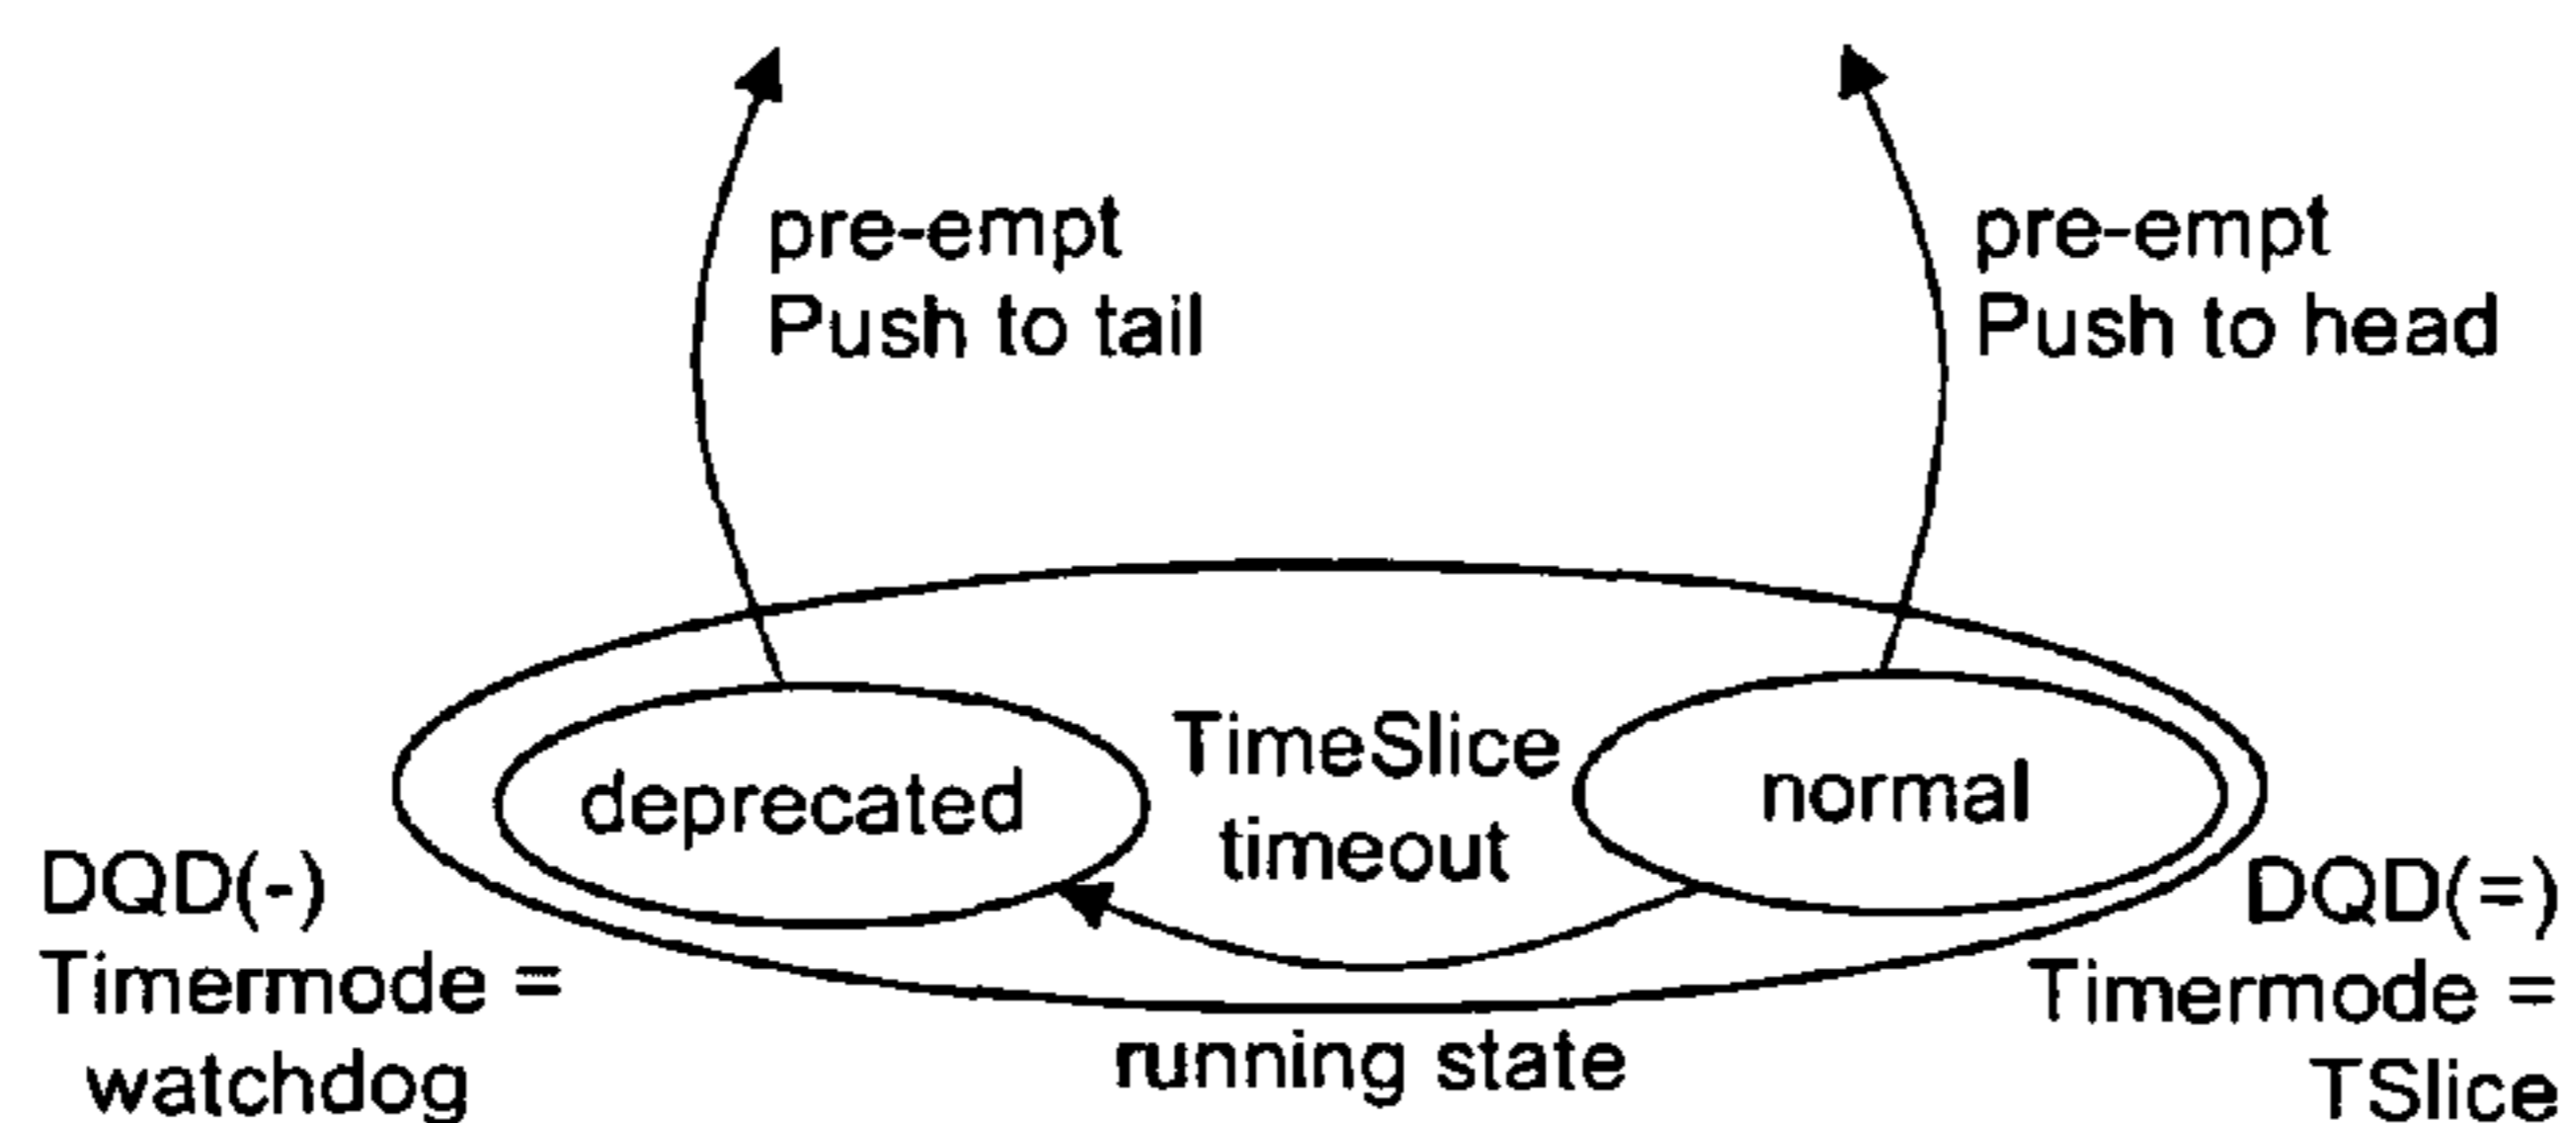 pre-empt
Push to tail
pre-empt
Push to head
deprecated
TimeSlice
timeout
normal
DQD(-)
Timermode =
watchdog
DQD(=)
Timermode =
TSlice
running state